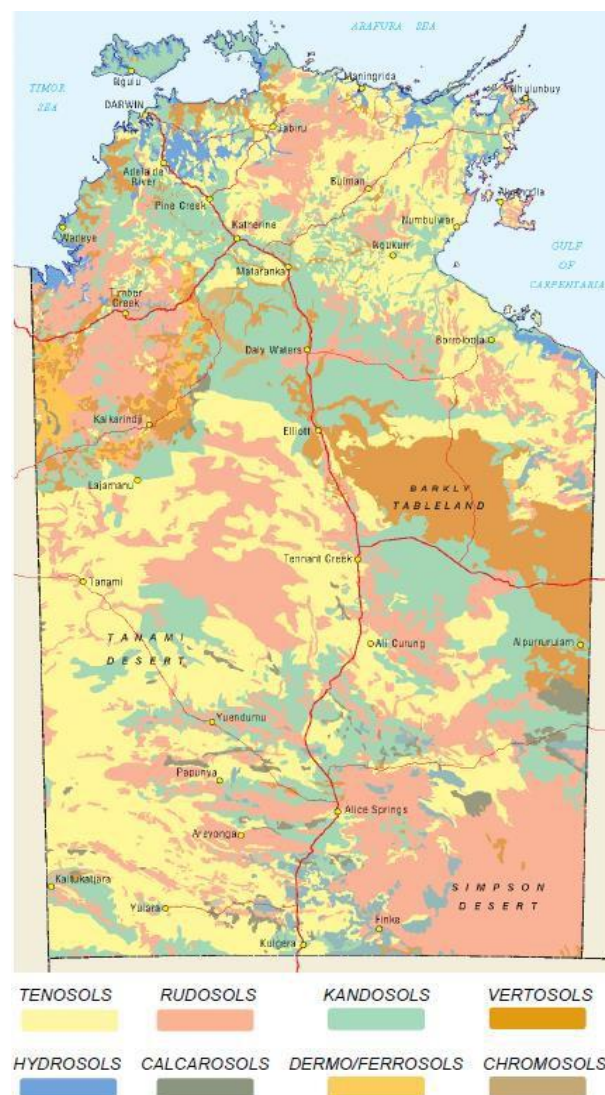 ARAFURA SEA
TIMOR
SEA
Nguiu
DARWIN
Maningrida
Nhulunbuy
Jabiru
Adelaide
River
Bulman
Pine Creek
Alyangula
Wadeye
Katherine
Numbulwar
Ngukurr
GULF
OF
CARPENTARIA
Mataranka
Timber
Creek
Borroloola
Daly Waters
Kalkarindji
Elliott
BARKLY
TABLELAND
Lajamanu
Tennant Creek
Tanami
TANAMI
DESERT
Ali Curung
Alpurrurulam
Yuendumu
Papunya
Alice Springs
Areyonga
Kaltukatjara
SIMPSON
DESERT
Yulara
Finke
Kulgera
TENOSOLS RUDOSOLS KANDOSOLS VERTOSOLS
HYDROSOLS CALCAROSOLS DERMO/FERROSOLS CHROMOSOLS